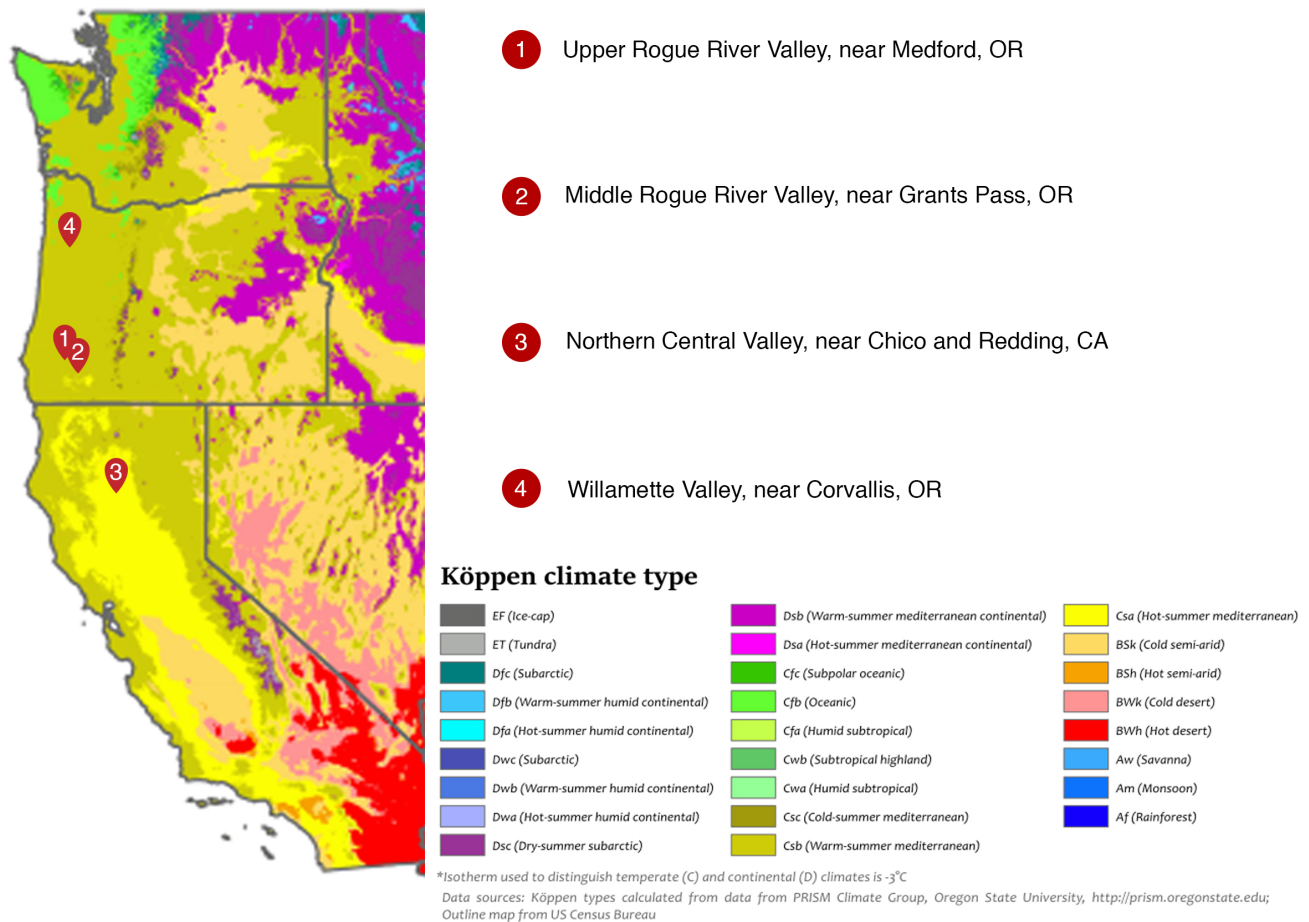 1 Upper Rogue River Valley, near Medford, OR
2 Middle Rogue River Valley, near Grants Pass, OR
4
1
2
3 Northern Central Valley, near Chico and Redding, CA
3
4 Willamette Valley, near Corvallis, OR
Köppen climate type
EF (Ice-cap)
ET (Tundra)
Dfc (Subarctic)
Dfb (Warm-summer humid continental)
Dfa (Hot-summer humid continental)
Dwc (Subarctic)
Dwb (Warm-summer humid continental)
Dwa (Hot-summer humid continental)
Dsc (Dry-summer subarctic)
Dsb (Warm-summer mediterranean continental)
Dsa (Hot-summer mediterranean continental)
Cfc (Subpolar oceanic)
Cfb (Oceanic)
Cfa (Humid subtropical)
Cwb (Subtropical highland)
Cwa (Humid subtropical)
Csc (Cold-summer mediterranean)
Csb (Warm-summer mediterranean)
Csa (Hot-summer mediterranean)
BSk (Cold semi-arid)
BSh (Hot semi-arid)
BWk (Cold desert)
BWh (Hot desert)
Aw (Savanna)
Am (Monsoon)
Af (Rainforest)
*Isotherm used to distinguish temperate (C) and continental (D) climates is -3°C
Data sources: Köppen types calculated from data from PRISM Climate Group, Oregon State University, http://prism.oregonstate.edu;
Outline map from US Census Bureau